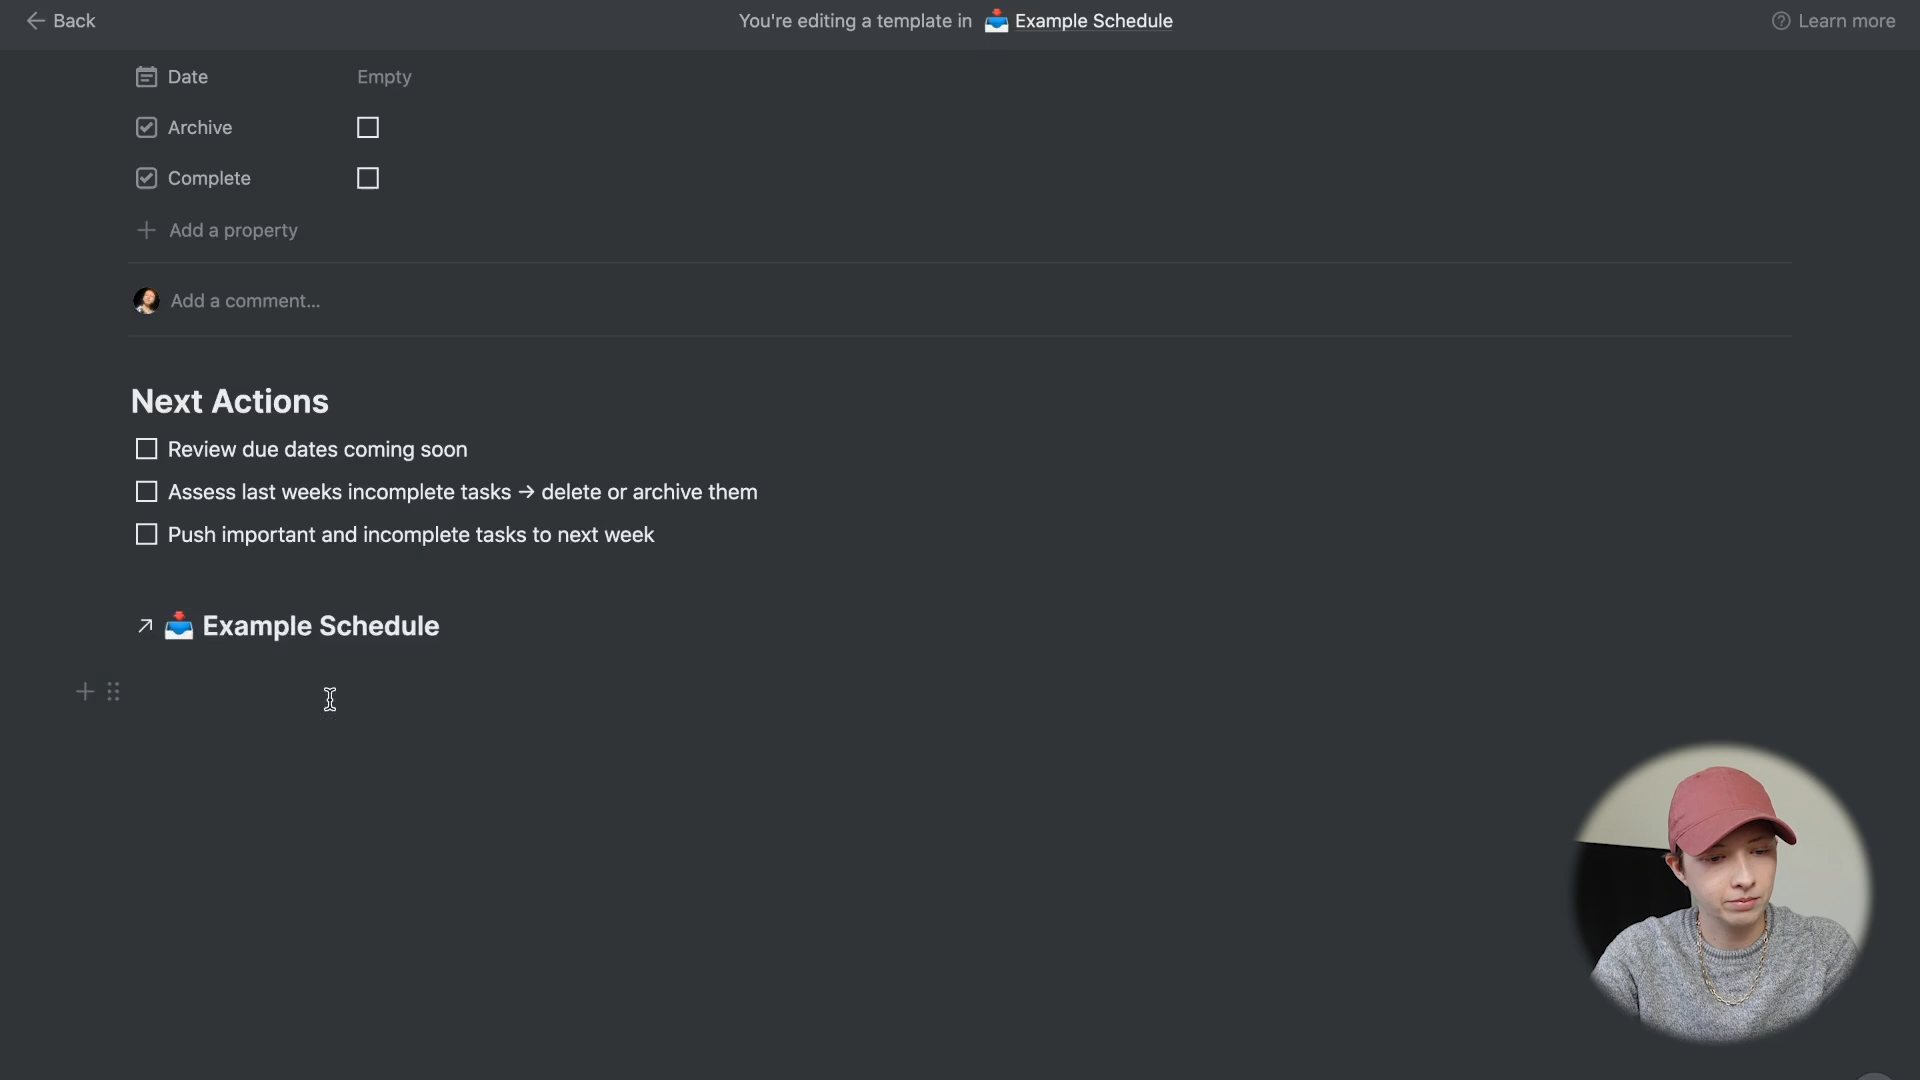 Back
You're editing a template in Example Schedule
Learn more
Date Empty
Archive
Complete
Add a property
Add a comment...
Next Actions
Review due dates coming soon
Assess last weeks incomplete tasks → delete or archive them
Push important and incomplete tasks to next week
Example Schedule